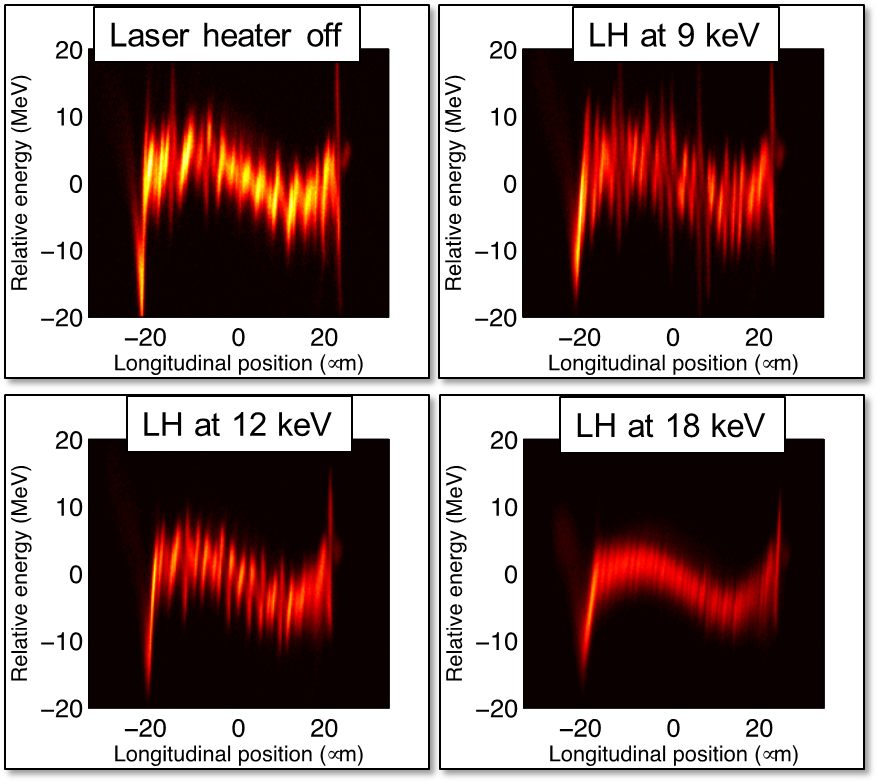 Laser heater off
20
10
0
−10
−20
Relative energy (MeV)
−20
0
20
Longitudinal position (∝m)
LH at 9 keV
20
10
0
−10
−20
Relative energy (MeV)
−20
0
20
Longitudinal position (∝m)
LH at 12 keV
20
10
0
−10
−20
Relative energy (MeV)
−20
0
20
Longitudinal position (∝m)
LH at 18 keV
20
10
0
−10
−20
Relative energy (MeV)
−20
0
20
Longitudinal position (∝m)